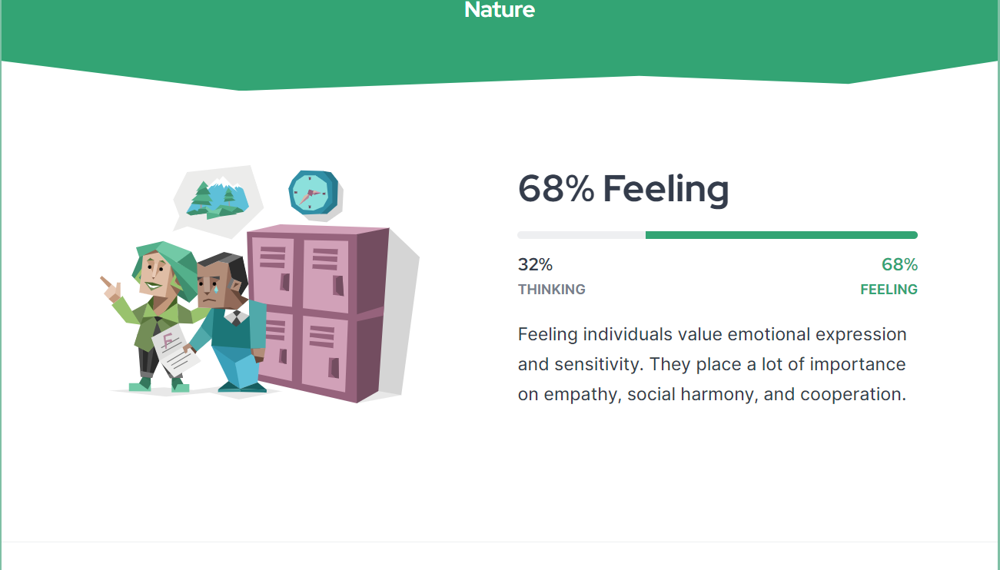 Nature
68% Feeling
32%
68%
THINKING
FEELING
Feeling individuals value emotional expression
and sensitivity. They place a lot of importance
on empathy, social harmony, and cooperation.
F